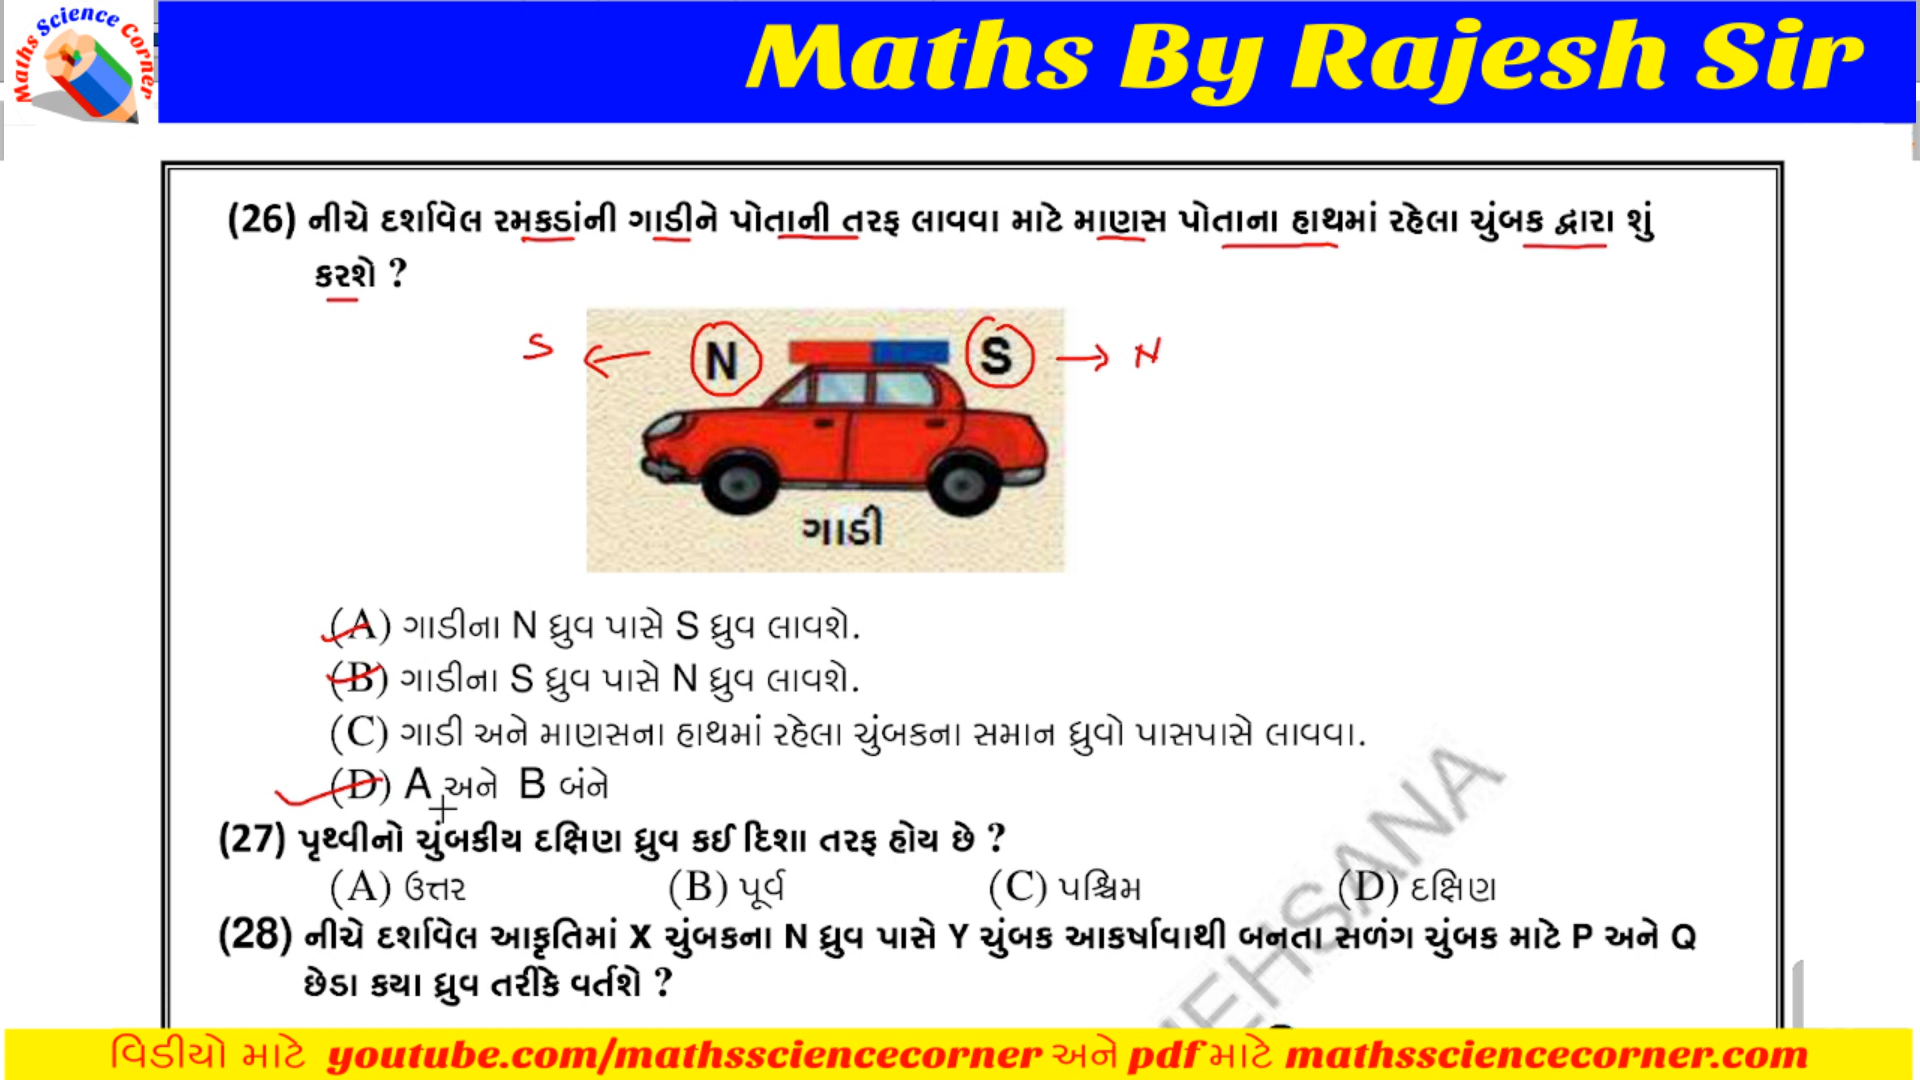 Maths Science Corner
Maths By Rajesh Sir
(26) નીચે દર્શાવેલ રમકડાંની ગાડીને પોતાની તરફ લાવવા માટે માણસ પોતાના હાથમાં રહેલા ચુંબક દ્વારા શું
કરશે ?
S N S N
ગાડી
(A) ગાડીના N ધ્રુવ પાસે S ધ્રુવ લાવશે.
(B) ગાડીના S ધ્રુવ પાસે N ધ્રુવ લાવશે.
(C) ગાડી અને માણસના હાથમાં રહેલા ચુંબકના સમાન ધ્રુવો પાસપાસે લાવવા.
(D) A અને B બંને
(27) પૃથ્વીનો ચુંબકીય દક્ષિણ ધ્રુવ કઈ દિશા તરફ હોય છે ?
(A) ઉત્તર (B) પૂર્વ (C) પશ્ચિમ (D) દક્ષિણ
(28) નીચે દર્શાવેલ આકૃતિમાં X ચુંબકના N ધ્રુવ પાસે Y ચુંબક આકર્ષાવાથી બનતા સળંગ ચુંબક માટે P અને Q
છેડા કયા ધ્રુવ તરીકે વર્તશે ?
વિડીયો માટે youtube.com/mathssciencecorner અને pdf માટે mathssciencecorner.com